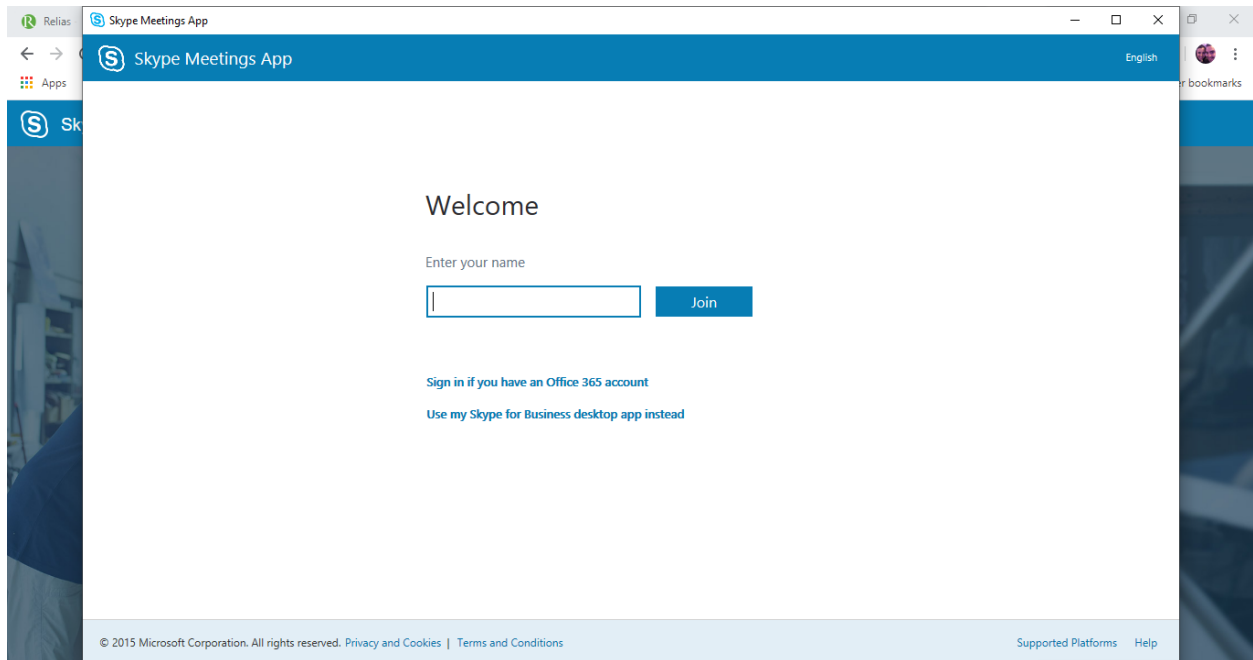 Relias
Skype Meetings App
Skype Meetings App
English
Apps
r bookmarks
Sk
Welcome
Enter your name
Join
Sign in if you have an Office 365 account
Use my Skype for Business desktop app instead
© 2015 Microsoft Corporation. All rights reserved. Privacy and Cookies | Terms and Conditions Supported Platforms Help